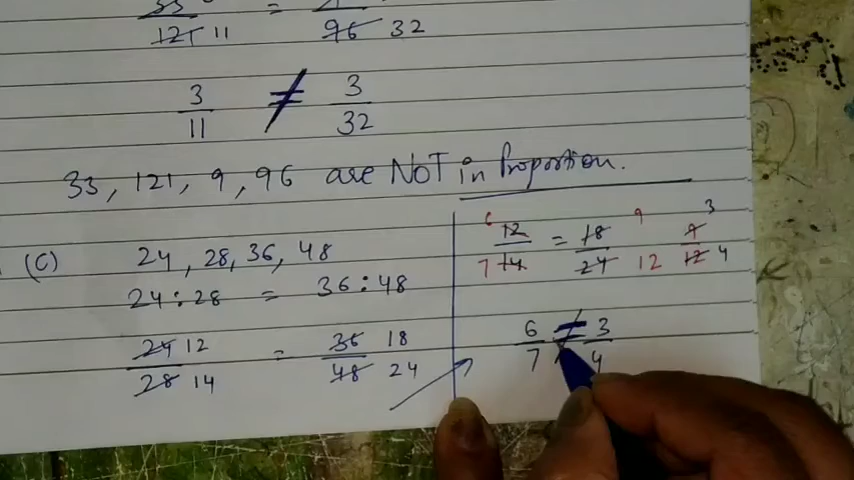 33 =
121 11 96 32
3 ≠ 3
11 32
33, 121, 9, 96 are NOT in Proportion.
(C) 24, 28, 36, 48
24:28 = 36:48
24 12 = 36 18
28 14 48 24
6 12 = 18 9 9 3
7 14 24 12 12 4
6 ≠ 3
7 4